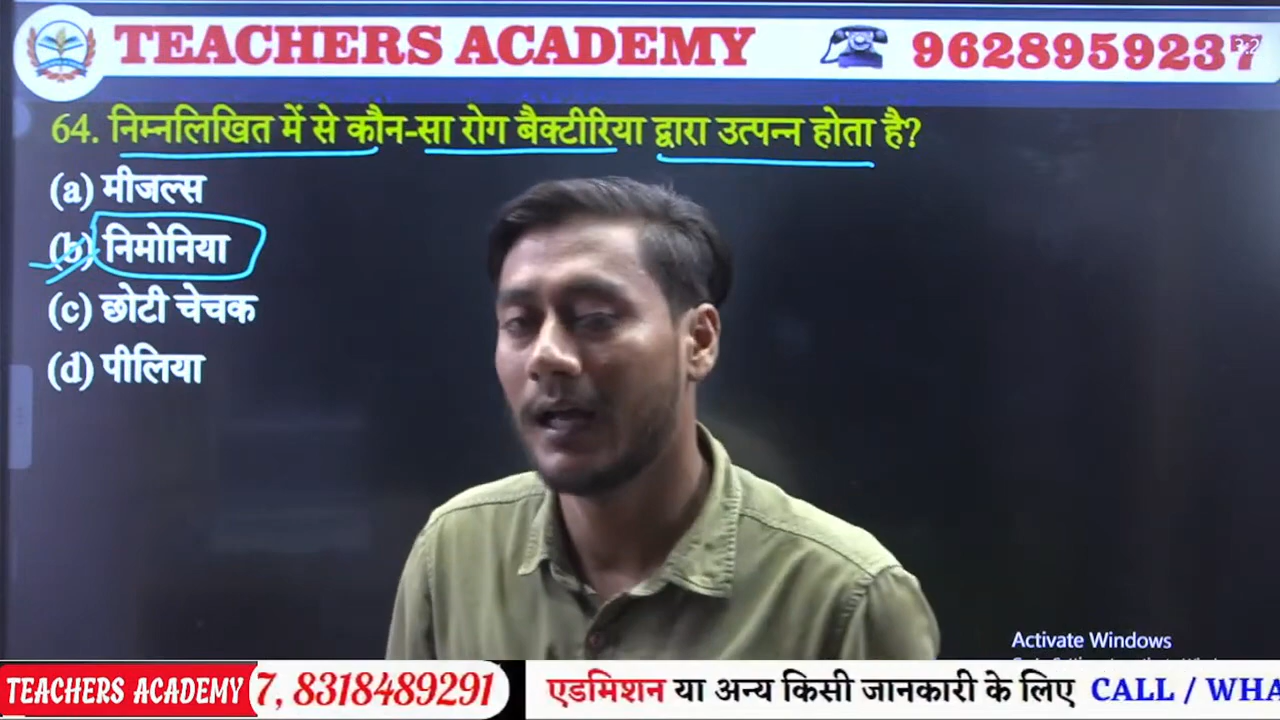 TEACHERS ACADEMY 9628959237
64. निम्नलिखित में से कौन-सा रोग बैक्टीरिया द्वारा उत्पन्न होता है?
(a) मीजल्स
(b) निमोनिया
(c) छोटी चेचक
(d) पीलिया
Activate Windows
TEACHERS ACADEMY 7, 8318489291 एडमिशन या अन्य किसी जानकारी के लिए CALL / WHA